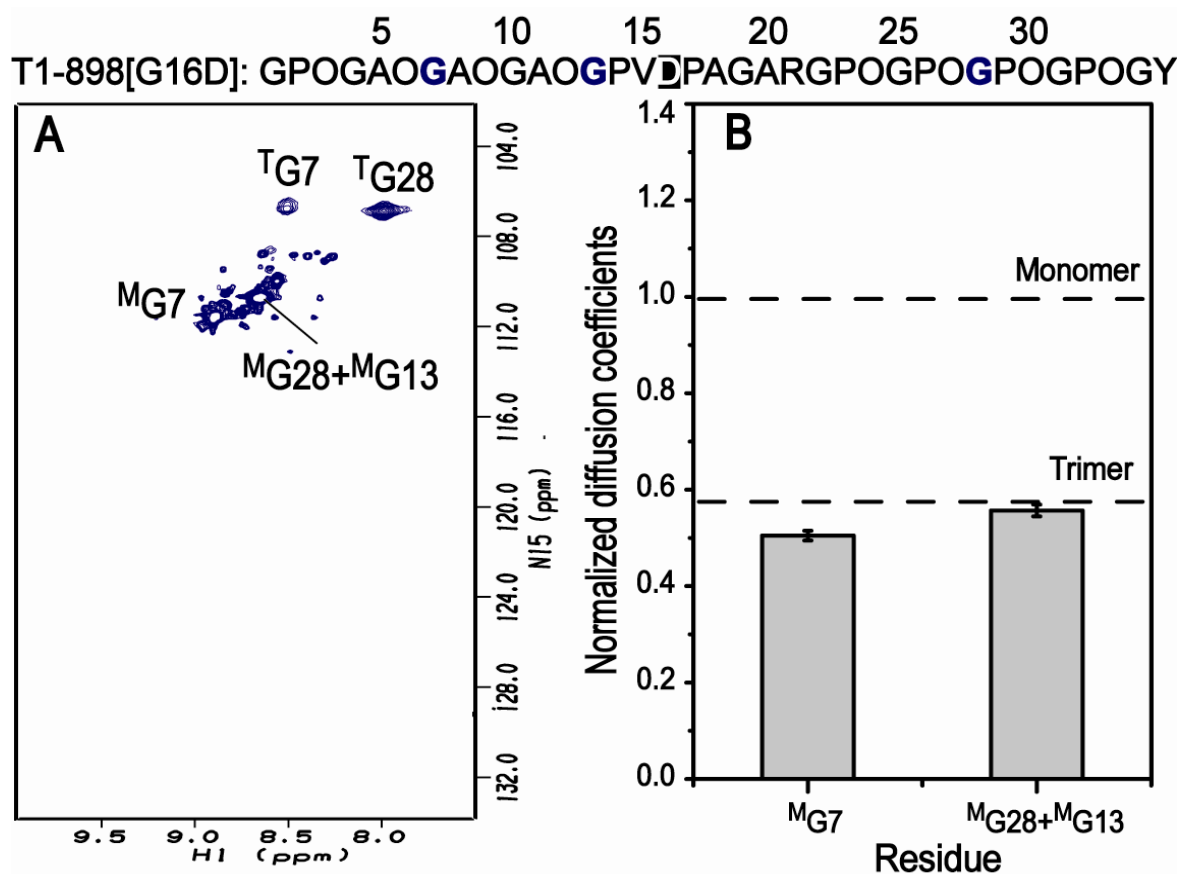 5 10 15 20 25 30
T1-898[G16D]: GPOGAOGAOGAOGPVDPAGARGPOGPOGPOGPOGY
A
TG7 TG28
MG7
MG28+MG13
104.0
108.0
112.0
116.0
120.0
124.0
128.0
132.0
N15 (ppm)
9.5 9.0 8.5 8.0
H1 (ppm)
B
Normalized diffusion coefficients
1.4
1.2
1.0
0.8
0.6
0.4
0.2
0.0
Monomer
Trimer
MG7 MG28+MG13
Residue